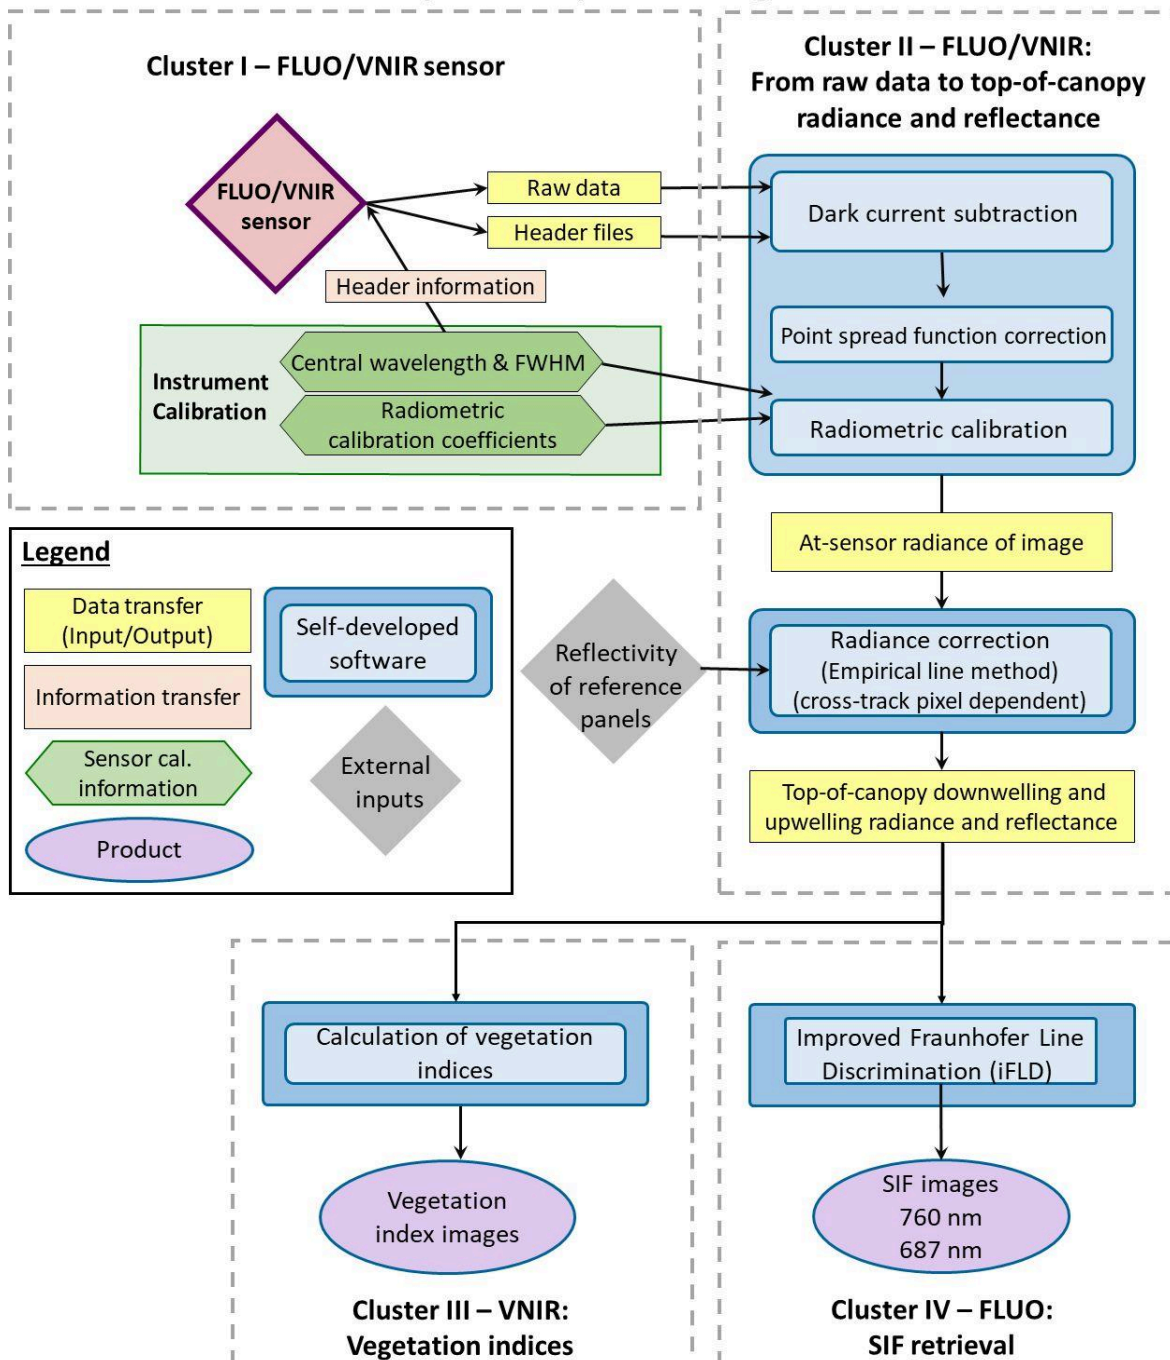 Cluster I – FLUO/VNIR sensor
FLUO/VNIR
sensor
Raw data
Header files
Header information
Instrument
Calibration
Central wavelength & FWHM
Radiometric
calibration coefficients
Cluster II – FLUO/VNIR:
From raw data to top-of-canopy
radiance and reflectance
Dark current subtraction
Point spread function correction
Radiometric calibration
At-sensor radiance of image
Reflectivity
of reference
panels
Radiance correction
(Empirical line method)
(cross-track pixel dependent)
Top-of-canopy downwelling and
upwelling radiance and reflectance
Legend
Data transfer
(Input/Output)
Information transfer
Sensor cal.
information
Product
Self-developed
software
External
inputs
Calculation of vegetation
indices
Vegetation
index images
Cluster III – VNIR:
Vegetation indices
Improved Fraunhofer Line
Discrimination (iFLD)
SIF images
760 nm
687 nm
Cluster IV – FLUO:
SIF retrieval